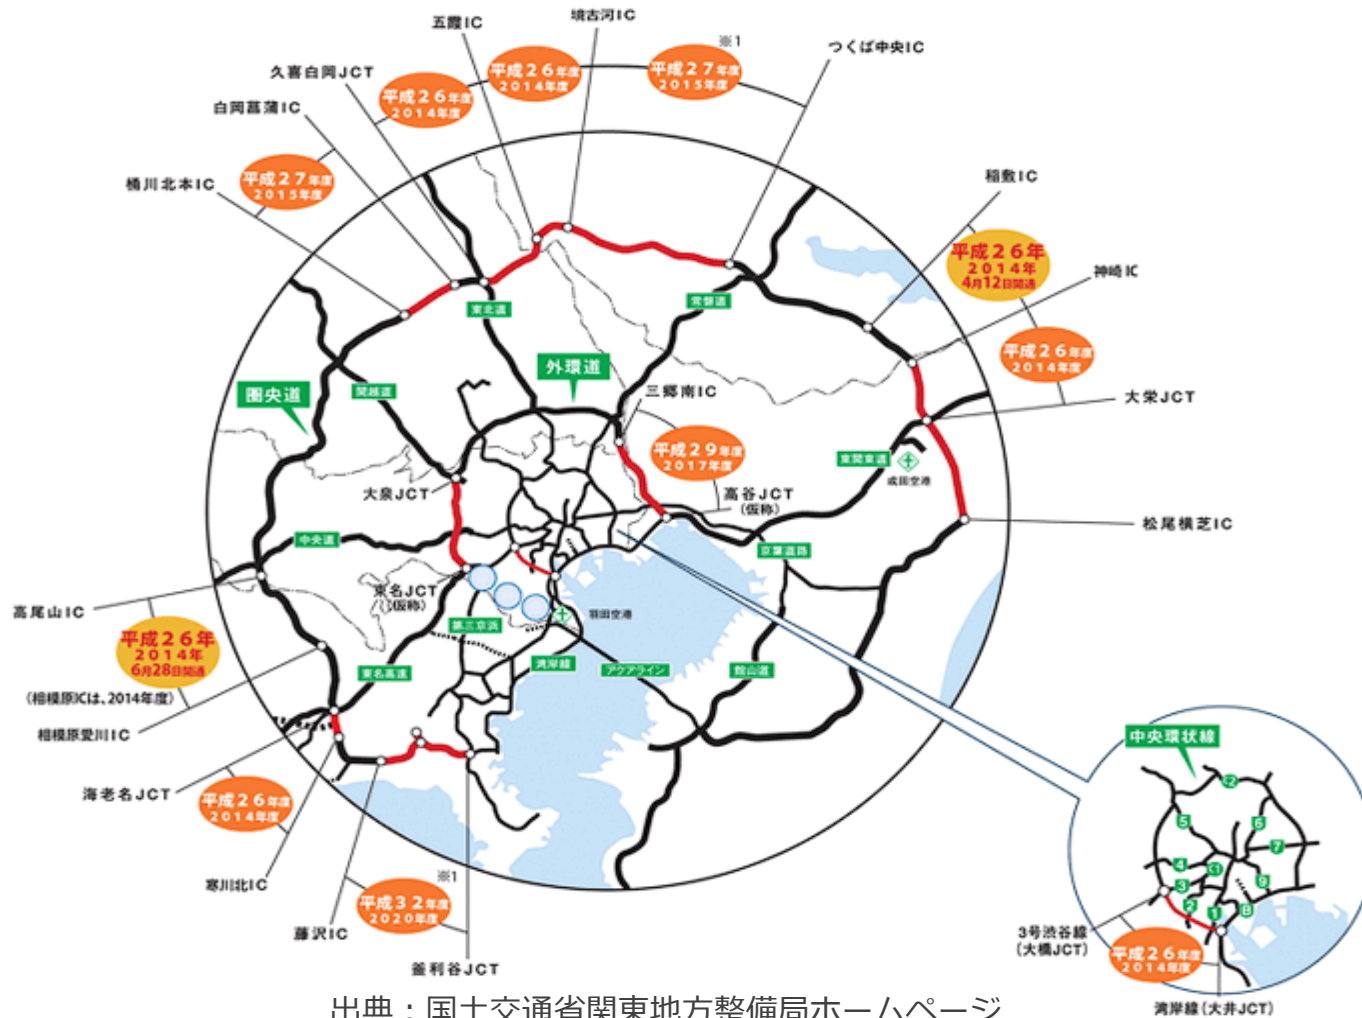 五霞IC
境古河IC
※1
つくば中央IC
久喜白岡JCT
平成26年度
2014年度
平成26年度
2014年度
平成27年度
2015年度
白岡菖蒲IC
平成27年度
2015年度
桶川北本IC
稲敷IC
平成26年
2014年
4月12日開通
神崎IC
平成26年度
2014年度
大栄JCT
東北道
常磐道
外環道
圏央道
関越道
三郷南IC
平成29年度
2017年度
高谷JCT
(仮称)
東関東道
成田空港
大泉JCT
松尾横芝IC
中央道
京葉道路
東名JCT
(仮称)
高尾山IC
平成26年
2014年
6月28日開通
(相模原ICは、2014年度)
相模原愛川IC
第三京浜
羽田空港
湾岸線
アクアライン
館山道
東名高速
海老名JCT
平成26年度
2014年度
寒川北IC
※1
平成32年度
2020年度
藤沢IC
釜利谷JCT
中央環状線
C2
5
6
7
4
C1
3
9
2
1
8
3号渋谷線
(大橋JCT)
平成26年度
2014年度
湾岸線(大井JCT)
出典：国土交通省関東地方整備局ホームページ